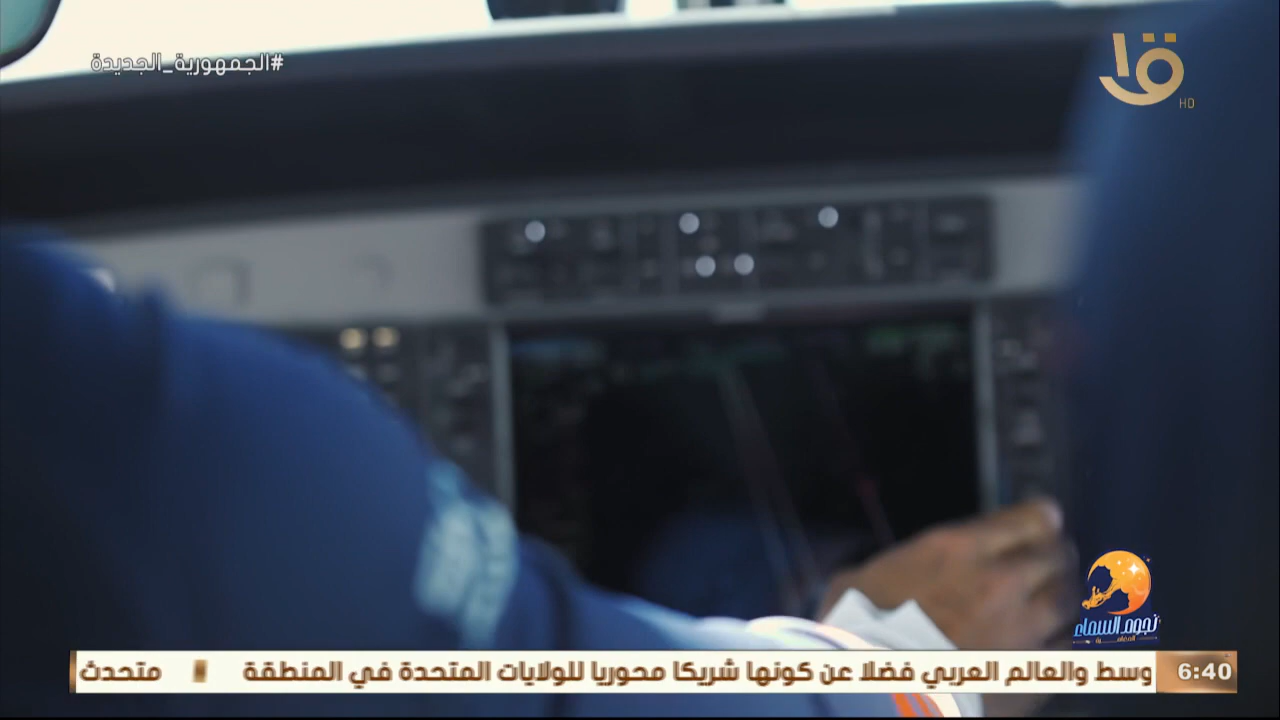 #الجمهورية_الجديدة
HD
نجوم السماء
وسط والعالم العربي فضلا عن كونها شريكا محوريا للولايات المتحدة في المنطقة
متحدث
6:40